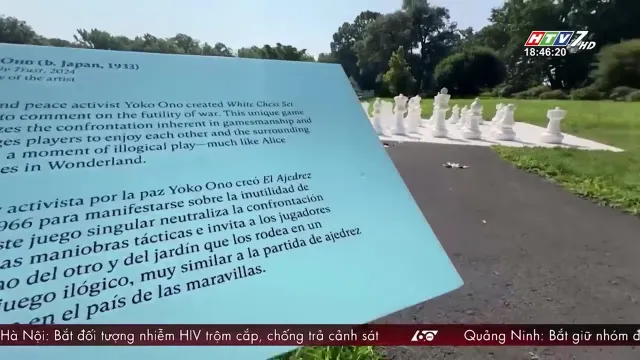 HTV7 HD
18:46:20
Ono (b. Japan, 1933)
Trust, 2024
of the artist
nd peace activist Yoko Ono created White Chess Set
to comment on the futility of war. This unique game
zes the confrontation inherent in gamesmanship and
ges players to enjoy each other and the surrounding
a moment of illogical play—much like Alice
es in Wonderland.
activista por la paz Yoko Ono creó El Ajedrez
966 para manifestarse sobre la inutilidad de
ste juego singular neutraliza la confrontación
as maniobras tácticas e invita a los jugadores
no del otro y del jardín que los rodea en un
juego ilógico, muy similar a la partida de ajedrez
en el país de las maravillas.
Hà Nội: Bắt đối tượng nhiễm HIV trộm cắp, chống trả cảnh sát 60 Quảng Ninh: Bắt giữ nhóm đ